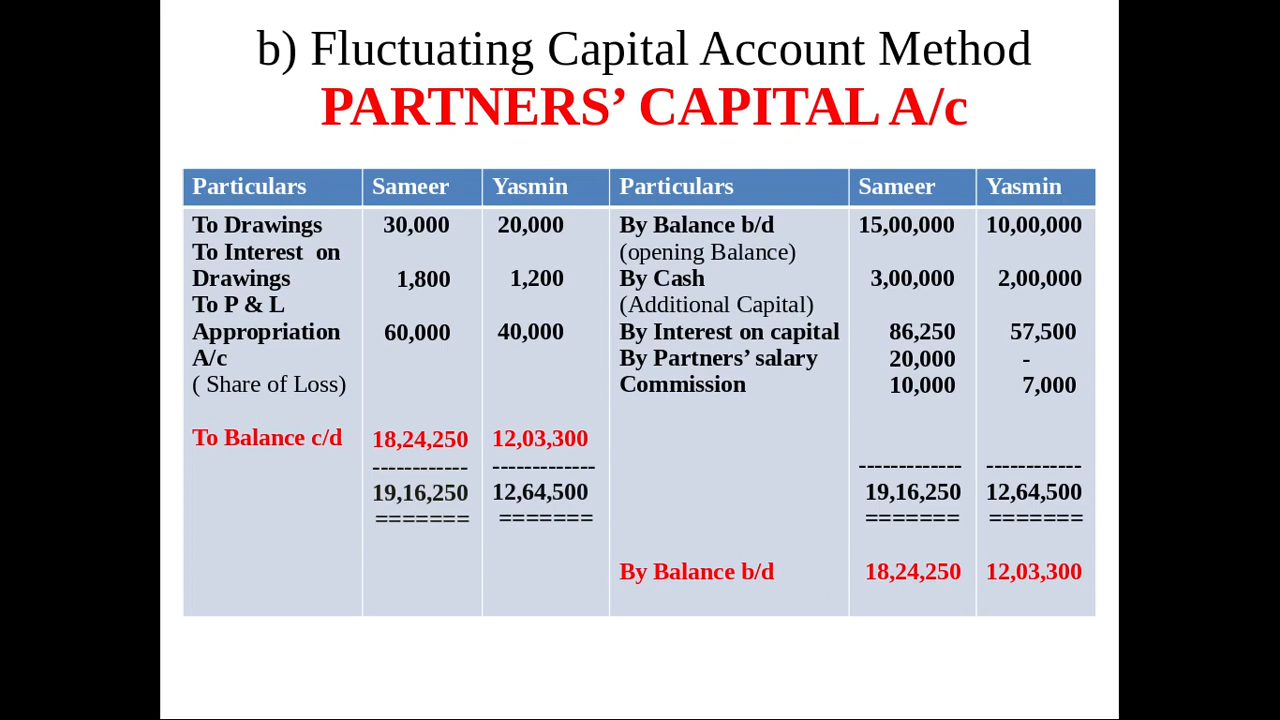 b) Fluctuating Capital Account Method
PARTNERS’ CAPITAL A/c
Particulars Sameer Yasmin Particulars Sameer Yasmin
To Drawings 30,000 20,000 By Balance b/d 15,00,000 10,00,000
To Interest on (opening Balance)
Drawings 1,800 1,200 By Cash 3,00,000 2,00,000
To P & L (Additional Capital)
Appropriation 60,000 40,000 By Interest on capital 86,250 57,500
A/c By Partners’ salary 20,000 -
( Share of Loss) Commission 10,000 7,000
To Balance c/d 18,24,250 12,03,300
------------ ------------- ------------- ------------
19,16,250 12,64,500 19,16,250 12,64,500
======= ======= ======= =======
By Balance b/d 18,24,250 12,03,300